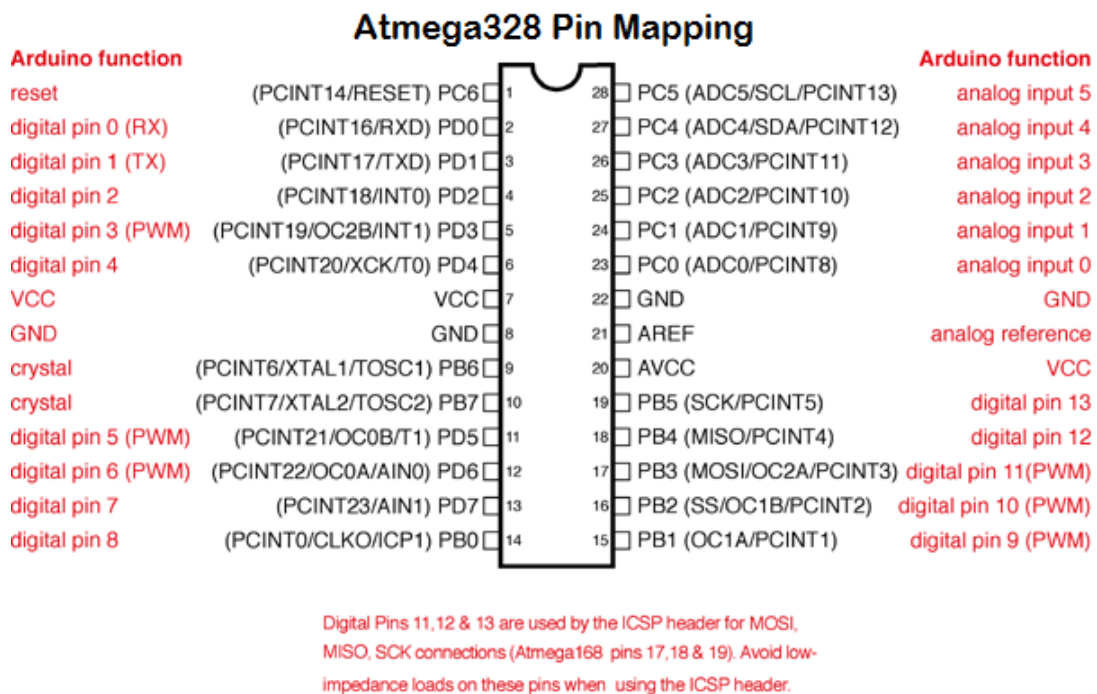 Atmega328 Pin Mapping
Arduino function Arduino function
reset (PCINT14/RESET) PC6 1 28 PC5 (ADC5/SCL/PCINT13) analog input 5
digital pin 0 (RX) (PCINT16/RXD) PD0 2 27 PC4 (ADC4/SDA/PCINT12) analog input 4
digital pin 1 (TX) (PCINT17/TXD) PD1 3 26 PC3 (ADC3/PCINT11) analog input 3
digital pin 2 (PCINT18/INT0) PD2 4 25 PC2 (ADC2/PCINT10) analog input 2
digital pin 3 (PWM) (PCINT19/OC2B/INT1) PD3 5 24 PC1 (ADC1/PCINT9) analog input 1
digital pin 4 (PCINT20/XCK/T0) PD4 6 23 PC0 (ADC0/PCINT8) analog input 0
VCC VCC 7 22 GND GND
GND GND 8 21 AREF analog reference
crystal (PCINT6/XTAL1/TOSC1) PB6 9 20 AVCC VCC
crystal (PCINT7/XTAL2/TOSC2) PB7 10 19 PB5 (SCK/PCINT5) digital pin 13
digital pin 5 (PWM) (PCINT21/OC0B/T1) PD5 11 18 PB4 (MISO/PCINT4) digital pin 12
digital pin 6 (PWM) (PCINT22/OC0A/AIN0) PD6 12 17 PB3 (MOSI/OC2A/PCINT3) digital pin 11(PWM)
digital pin 7 (PCINT23/AIN1) PD7 13 16 PB2 (SS/OC1B/PCINT2) digital pin 10 (PWM)
digital pin 8 (PCINT0/CLKO/ICP1) PB0 14 15 PB1 (OC1A/PCINT1) digital pin 9 (PWM)
Digital Pins 11,12 & 13 are used by the ICSP header for MOSI,
MISO, SCK connections (Atmega168 pins 17,18 & 19). Avoid low-
impedance loads on these pins when using the ICSP header.